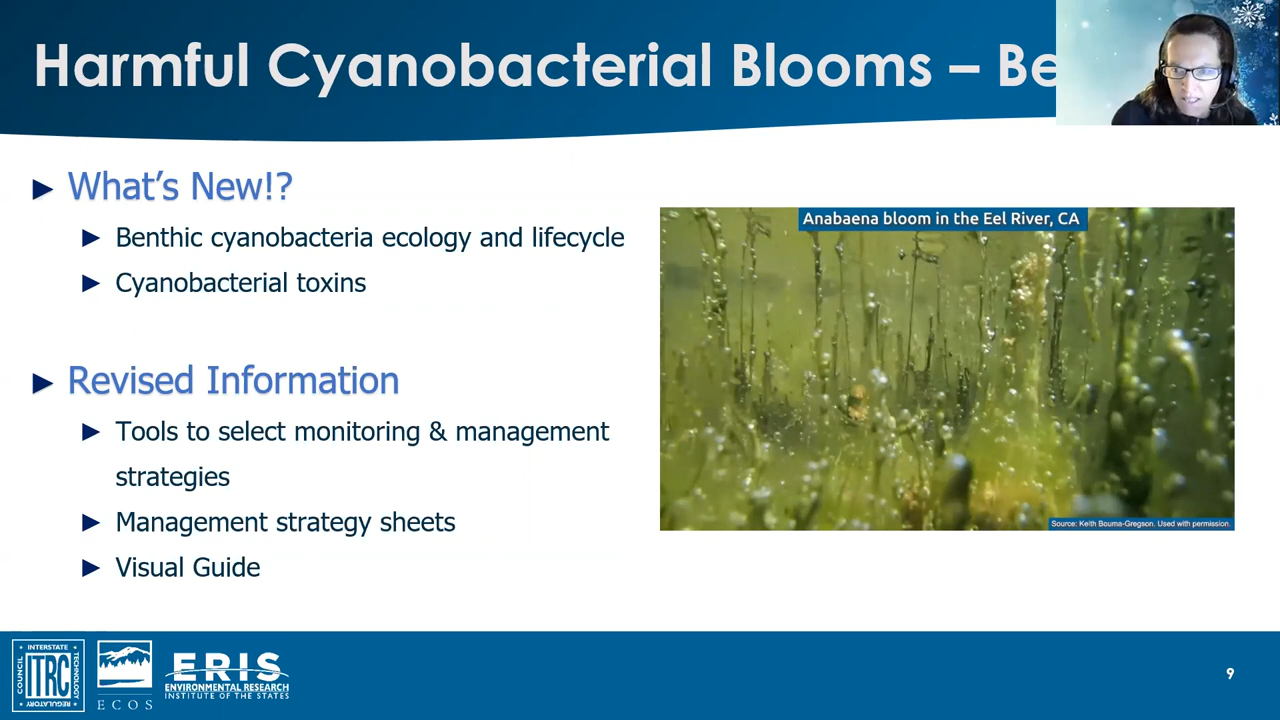 Harmful Cyanobacterial Blooms – Be
What's New!?
Benthic cyanobacteria ecology and lifecycle
Cyanobacterial toxins
Revised Information
Tools to select monitoring & management
strategies
Management strategy sheets
Visual Guide
Anabaena bloom in the Eel River, CA
Source: Keith Bouma-Gregson. Used with permission.
INTERSTATE
COUNCIL
ITRC
TECHNOLOGY
REGULATORY
ECOS
ERIS
ENVIRONMENTAL RESEARCH
INSTITUTE OF THE STATES
9